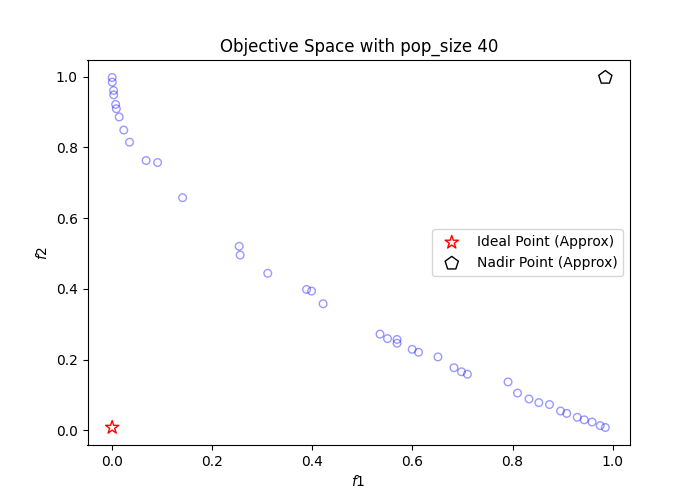 Objective Space with pop_size 40
1.0
0.8
0.6
0.4
0.2
0.0
f2
Ideal Point (Approx)
Nadir Point (Approx)
0.0 0.2 0.4 0.6 0.8 1.0
f1